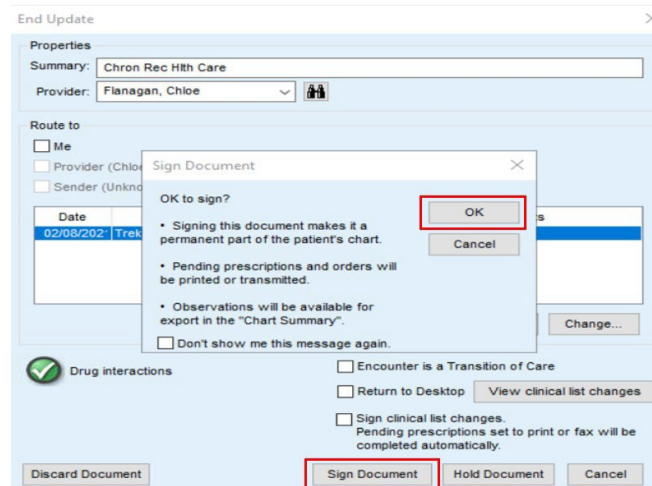 End Update
Properties
Summary: Chron Rec Hlth Care
Provider: Flanagan, Chloe
Route to
Me
Provider (Chloe
Sender
Sign Document
OK to sign?
• Signing this document makes it a
permanent part of the patient's chart.
• Pending prescriptions and orders will
be printed or transmitted.
• Observations will be available for
export in the "Chart Summary".
Don't show me this message again.
OK
Cancel
Date
02/08/202
Change...
Drug interactions
Encounter is a Transition of Care
Return to Desktop View clinical list changes
Sign clinical list changes.
Pending prescriptions set to print or fax will be
completed automatically.
Discard Document Sign Document Hold Document Cancel